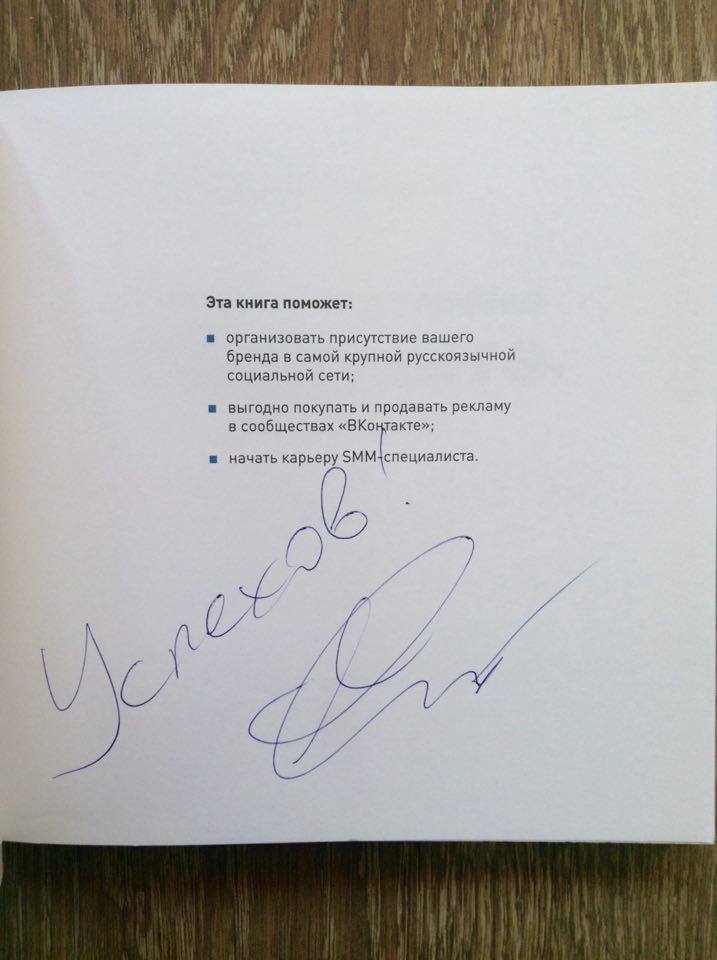 Эта книга поможет:
организовать присутствие вашего
бренда в самой крупной русскоязычной
социальной сети;
выгодно покупать и продавать рекламу
в сообществах «ВКонтакте»;
начать карьеру SMM-специалиста.
Успехов!